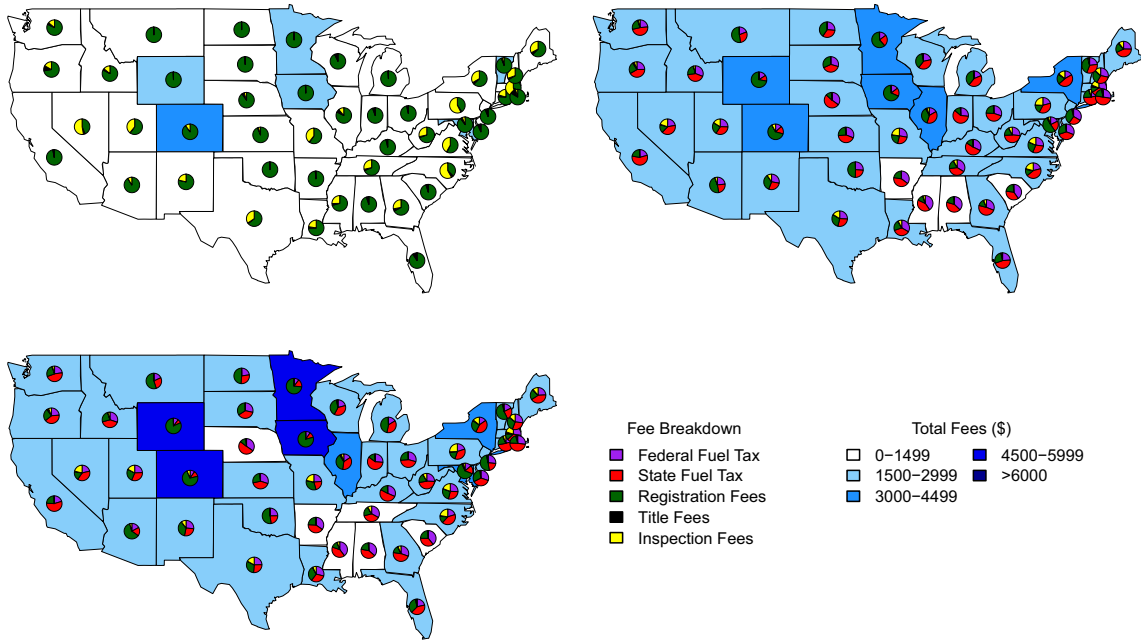 Fee Breakdown
Federal Fuel Tax
State Fuel Tax
Registration Fees
Title Fees
Inspection Fees
Total Fees ($)
0−1499
1500−2999
3000−4499
4500−5999
>6000